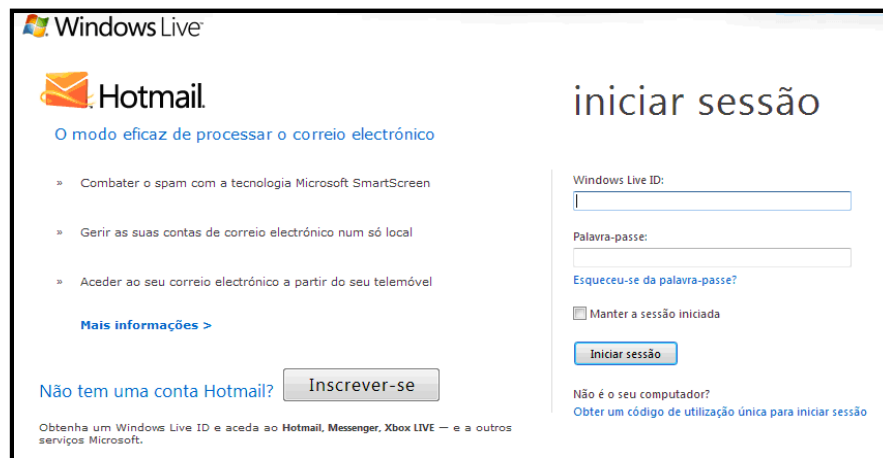 Windows Live
Hotmail
O modo eficaz de processar o correio electrónico
» Combater o spam com a tecnologia Microsoft SmartScreen
» Gerir as suas contas de correio electrónico num só local
» Aceder ao seu correio electrónico a partir do seu telemóvel
Mais informações >
Não tem uma conta Hotmail? Inscrever-se
Obtenha um Windows Live ID e aceda ao Hotmail, Messenger, Xbox LIVE — e a outros
serviços Microsoft.
iniciar sessão
Windows Live ID:
Palavra-passe:
Esqueceu-se da palavra-passe?
Manter a sessão iniciada
Iniciar sessão
Não é o seu computador?
Obter um código de utilização única para iniciar sessão